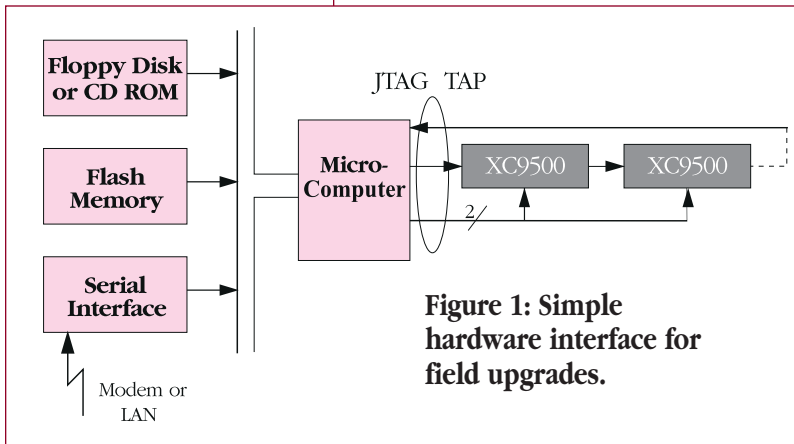 Floppy Disk
or CD ROM
Flash
Memory
Serial
Interface
Modem or
LAN
Micro-
Computer
JTAG TAP
XC9500
XC9500
2
Figure 1: Simple
hardware interface for
field upgrades.